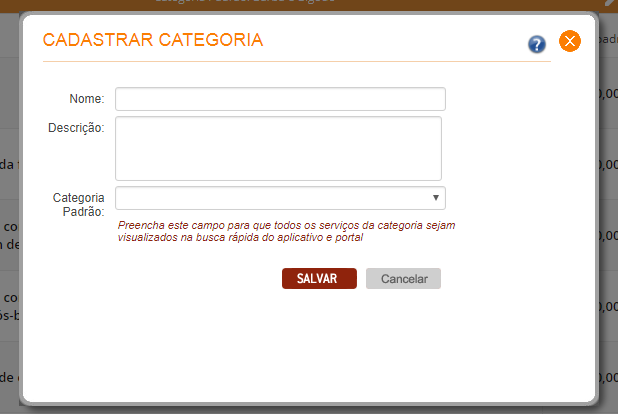 CADASTRAR CATEGORIA
?
X
Nome:
Descrição:
Categoria
Padrão:
Preencha este campo para que todos os serviços da categoria sejam
visualizados na busca rápida do aplicativo e portal
SALVAR
Cancelar